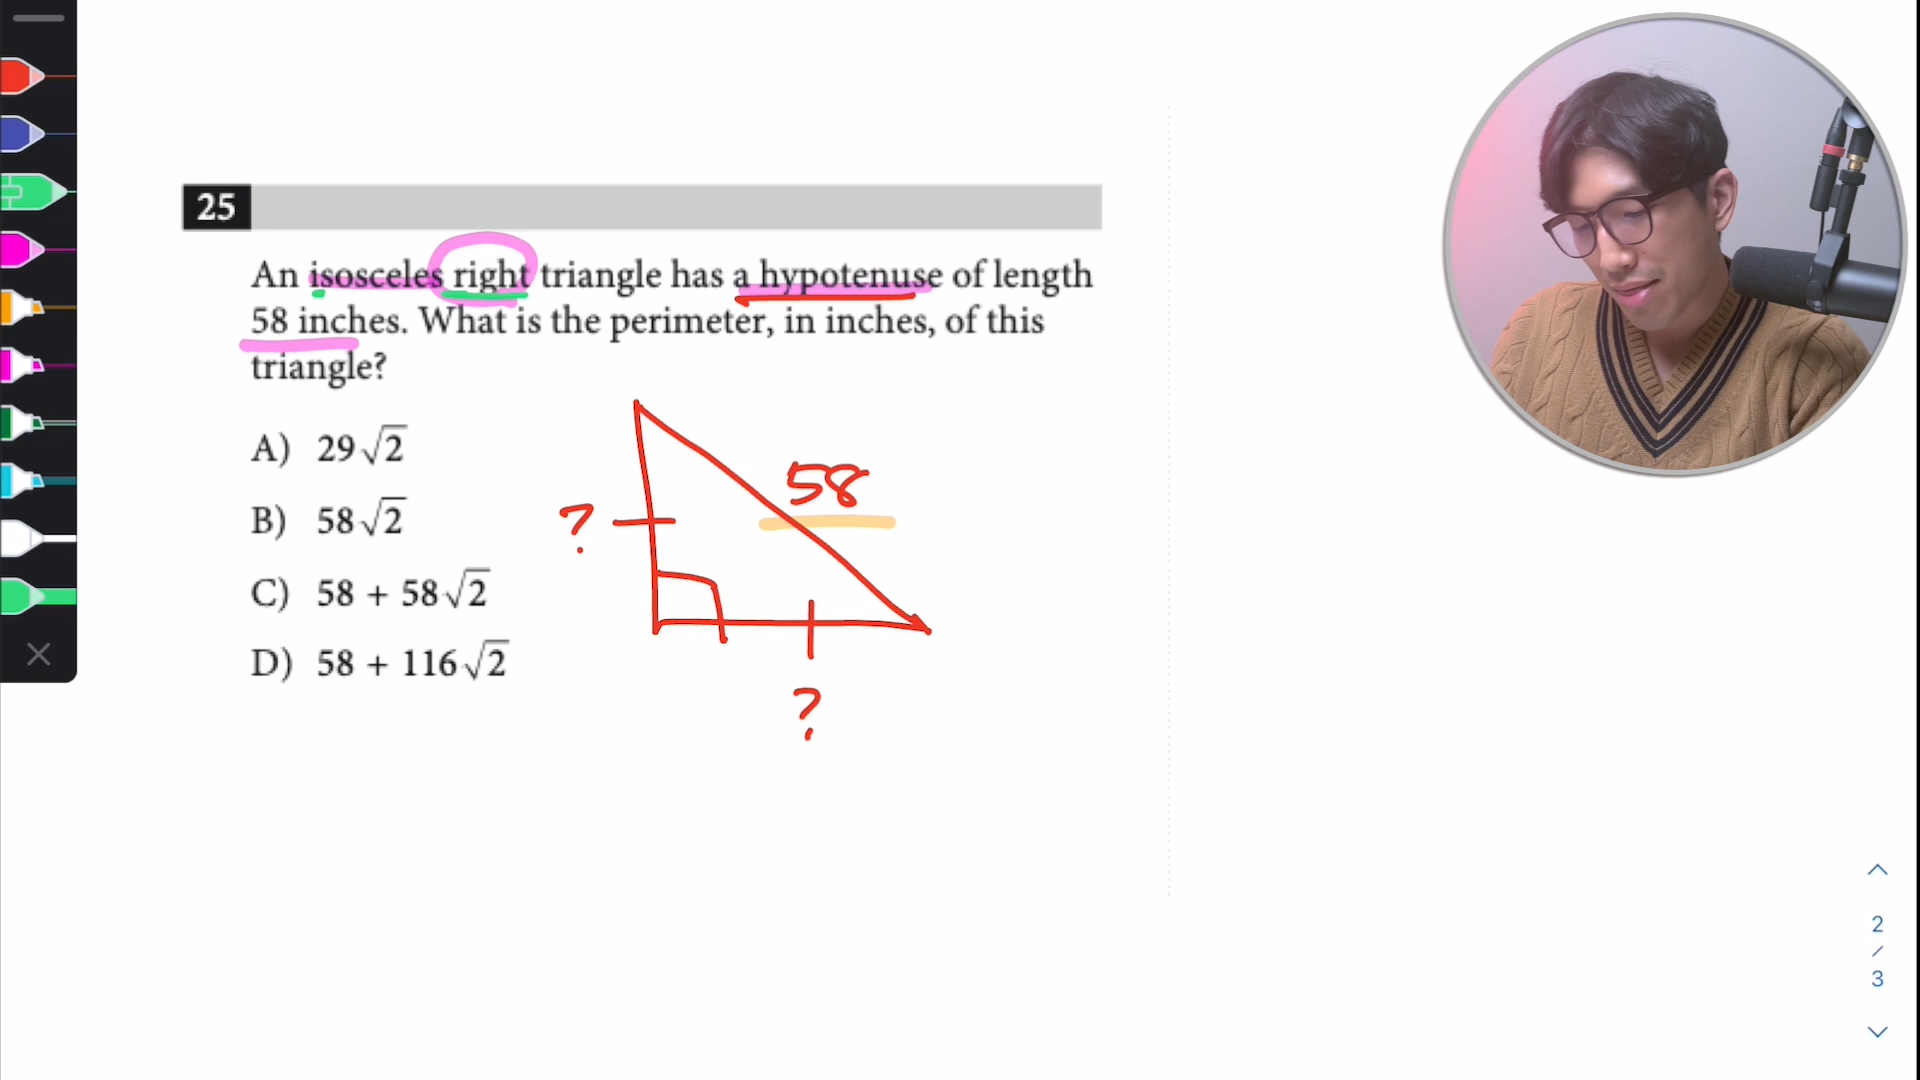 25
An isosceles right triangle has a hypotenuse of length
58 inches. What is the perimeter, in inches, of this
triangle?
A) 29√2
B) 58√2
C) 58 + 58√2
D) 58 + 116√2
58
?
?
2
/
3